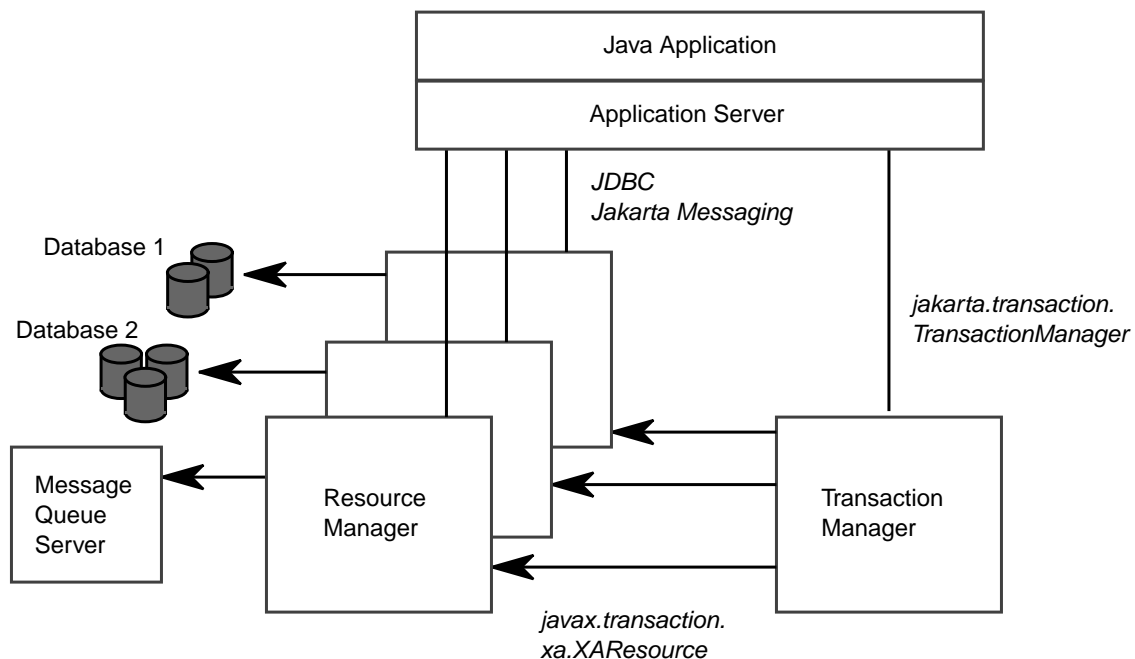 Java Application
Application Server
JDBC
Jakarta Messaging
Database 1
jakarta.transaction.
TransactionManager
Database 2
Message
Queue
Server
Resource
Manager
Transaction
Manager
javax.transaction.
xa.XAResource